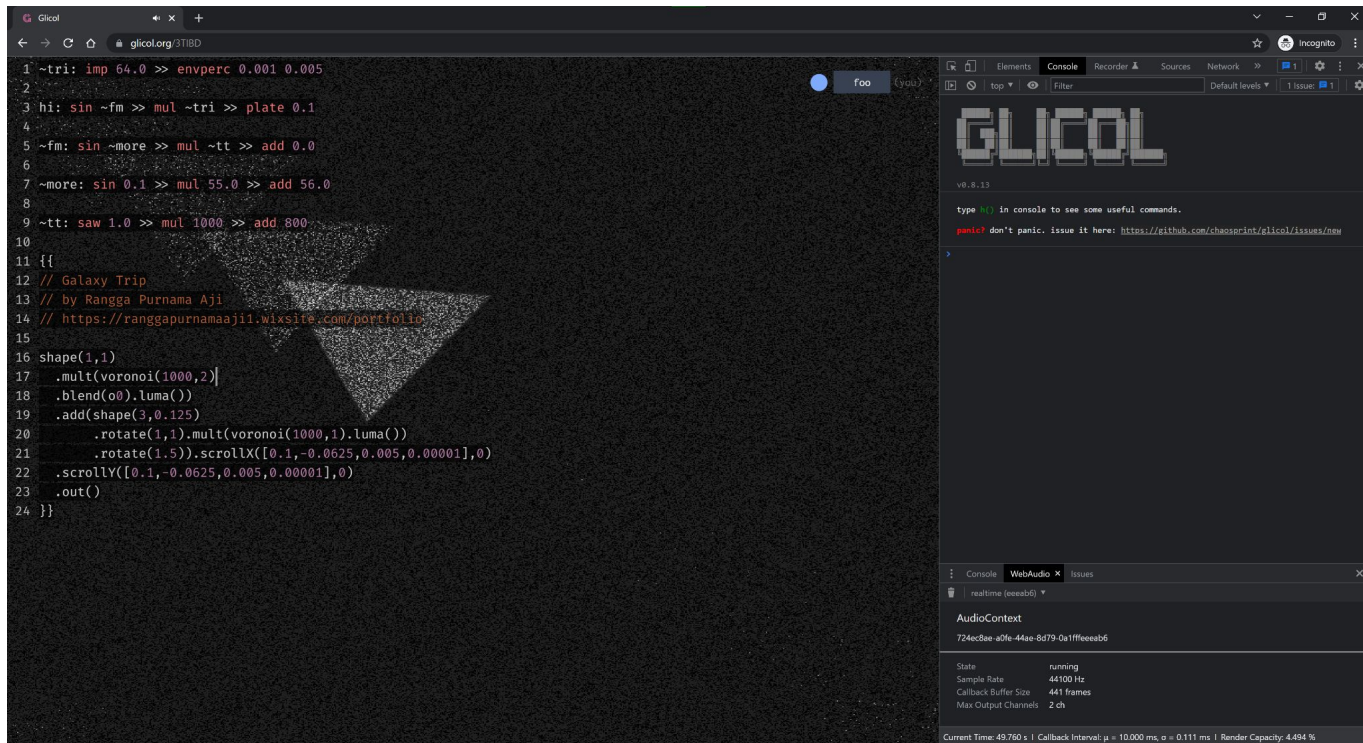 Glicol
glicol.org/3TIBD
Incognito
1 ~tri: imp 64.0 >> envperc 0.001 0.005
2
3 hi: sin ~fm >> mul ~tri >> plate 0.1
4
5 ~fm: sin ~more >> mul ~tt >> add 0.0
6
7 ~more: sin 0.1 >> mul 55.0 >> add 56.0
8
9 ~tt: saw 1.0 >> mul 1000 >> add 800
10
11 {{
12 // Galaxy Trip
13 // by Rangga Purnama Aji
14 // https://ranggapurnamaaji1.wixsite.com/portfolio
15
16 shape(1,1)
17 .mult(voronoi(1000,2)
18 .blend(o0).luma())
19 .add(shape(3,0.125)
20 .rotate(1,1).mult(voronoi(1000,1).luma())
21 .rotate(1.5)).scrollX([0.1,-0.0625,0.005,0.00001],0)
22 .scrollY([0.1,-0.0625,0.005,0.00001],0)
23 .out()
24 }}
foo (you)
Elements Console Recorder Sources Network >> 1
top Filter Default levels 1 Issue: 1
GLICOL
v0.8.13
type h() in console to see some useful commands.
panic? don't panic. issue it here: https://github.com/chaosprint/glicol/issues/new
Console WebAudio Issues
realtime (eeeab6)
AudioContext
724ec8ae-a0fe-44ae-8d79-0a1fffeeeab6
State running
Sample Rate 44100 Hz
Callback Buffer Size 441 frames
Max Output Channels 2 ch
Current Time: 49.760 s | Callback Interval: μ = 10.000 ms, σ = 0.111 ms | Render Capacity: 4.494 %